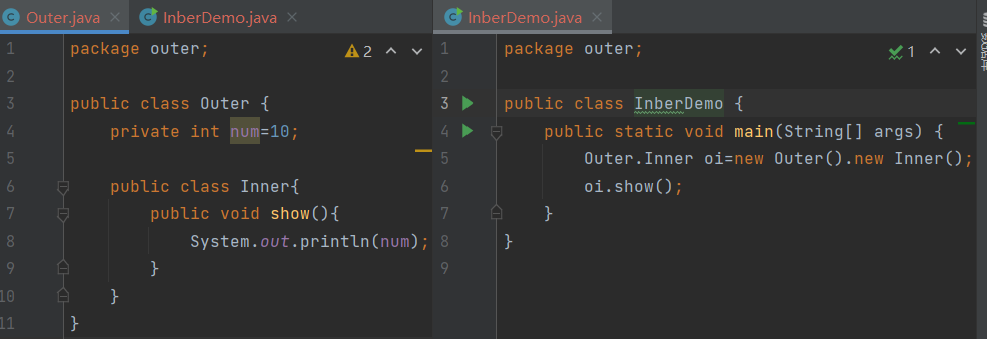 Outer.java
InberDemo.java
InberDemo.java
1 package outer;
2
2
3 public class Outer {
4 private int num=10;
5
6 public class Inner{
7 public void show(){
8 System.out.println(num);
9 }
10 }
11 }
1 package outer;
1
2
3 public class InberDemo {
4 public static void main(String[] args) {
5 Outer.Inner oi=new Outer().new Inner();
6 oi.show();
7 }
8 }
9
数据库